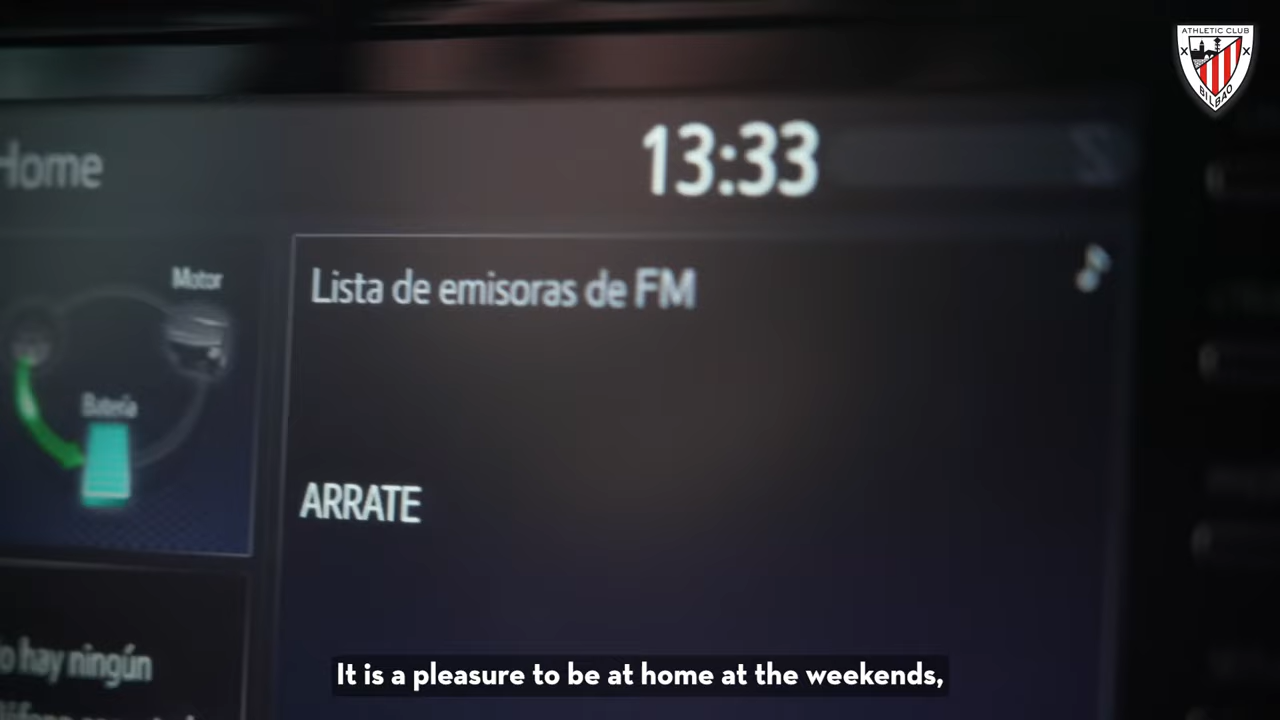 ATHLETIC CLUB
BILBAO
Home
13:33
Motor
Lista de emisoras de FM
Batería
ARRATE
hay ningún
It is a pleasure to be at home at the weekends,